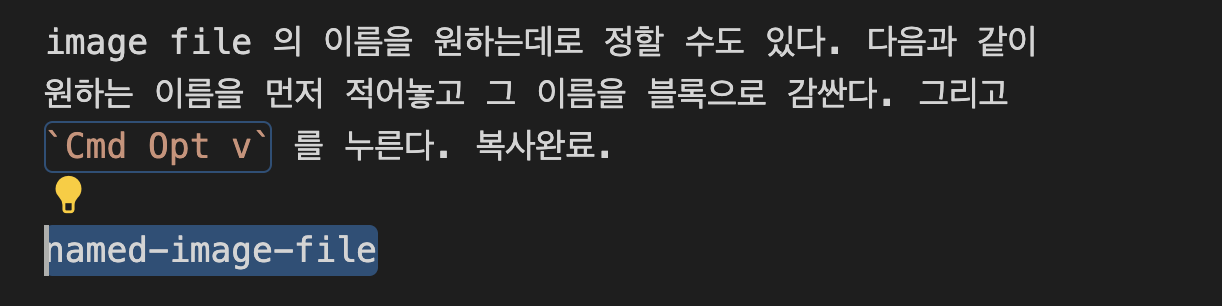 image file 의 이름을 원하는데로 정할 수도 있다. 다음과 같이
원하는 이름을 먼저 적어놓고 그 이름을 블록으로 감싼다. 그리고
`Cmd Opt v` 를 누른다. 복사완료.
named-image-file